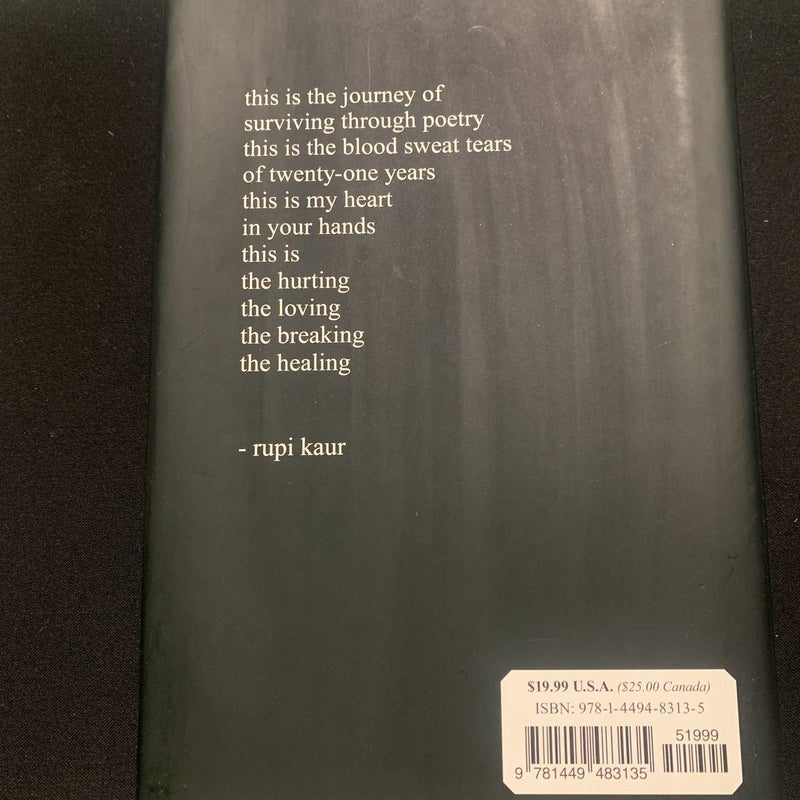 this is the journey of
surviving through poetry
this is the blood sweat tears
of twenty-one years
this is my heart
in your hands
this is
the hurting
the loving
the breaking
the healing
- rupi kaur
$19.99 U.S.A. ($25.00 Canada)
ISBN: 978-1-4494-8313-5
51999
9 781449 483135